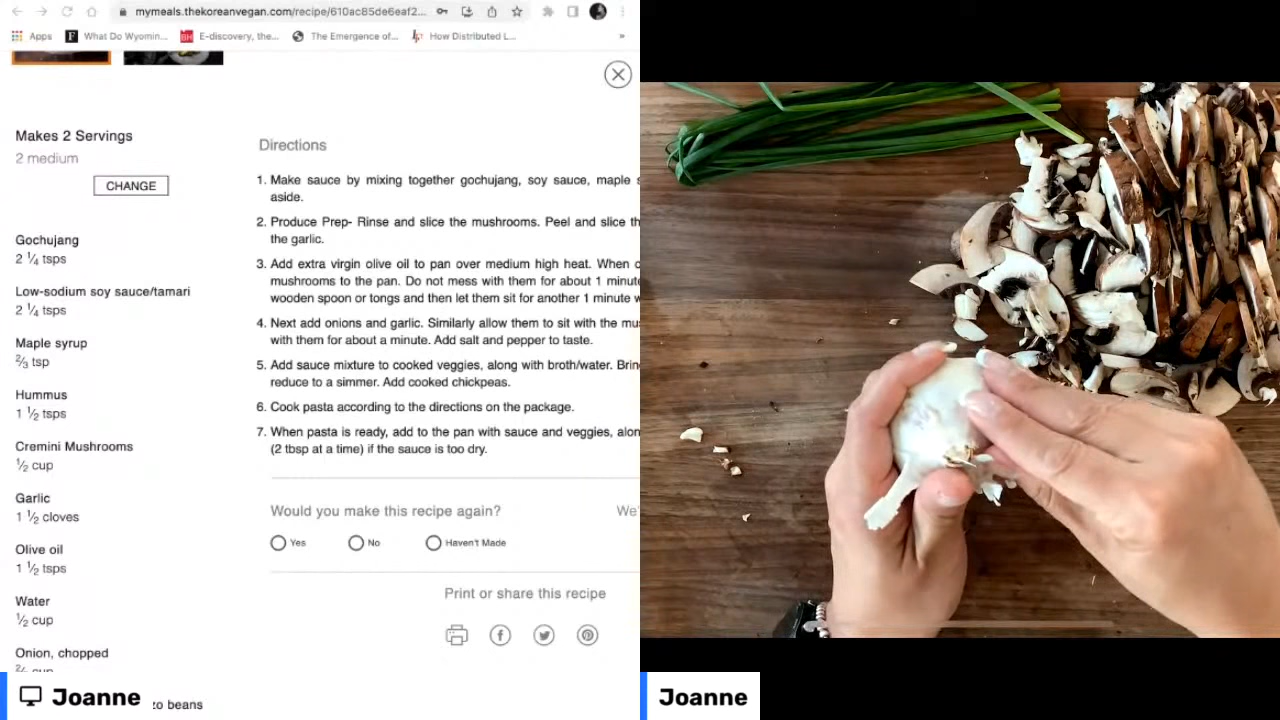 mymeals.thekoreanvegan.com/recipe/610ac85de6eaf2...
Apps
What Do Wyomin...
BH E-discovery, the...
The Emergence of...
How Distributed L...
»
Makes 2 Servings
2 medium
CHANGE
Gochujang
2 1/4 tsps
Low-sodium soy sauce/tamari
2 1/4 tsps
Maple syrup
2/3 tsp
Hummus
1 1/2 tsps
Cremini Mushrooms
1/2 cup
Garlic
1 1/2 cloves
Olive oil
1 1/2 tsps
Water
1/2 cup
Onion, chopped
zo beans
Directions
1. Make sauce by mixing together gochujang, soy sauce, maple s
aside.
2. Produce Prep- Rinse and slice the mushrooms. Peel and slice th
the garlic.
3. Add extra virgin olive oil to pan over medium high heat. When o
mushrooms to the pan. Do not mess with them for about 1 minute
wooden spoon or tongs and then let them sit for another 1 minute w
4. Next add onions and garlic. Similarly allow them to sit with the mu
with them for about a minute. Add salt and pepper to taste.
5. Add sauce mixture to cooked veggies, along with broth/water. Brin
reduce to a simmer. Add cooked chickpeas.
6. Cook pasta according to the directions on the package.
7. When pasta is ready, add to the pan with sauce and veggies, alon
(2 tbsp at a time) if the sauce is too dry.
Would you make this recipe again? We'
Yes No Haven't Made
Print or share this recipe
Joanne
Joanne